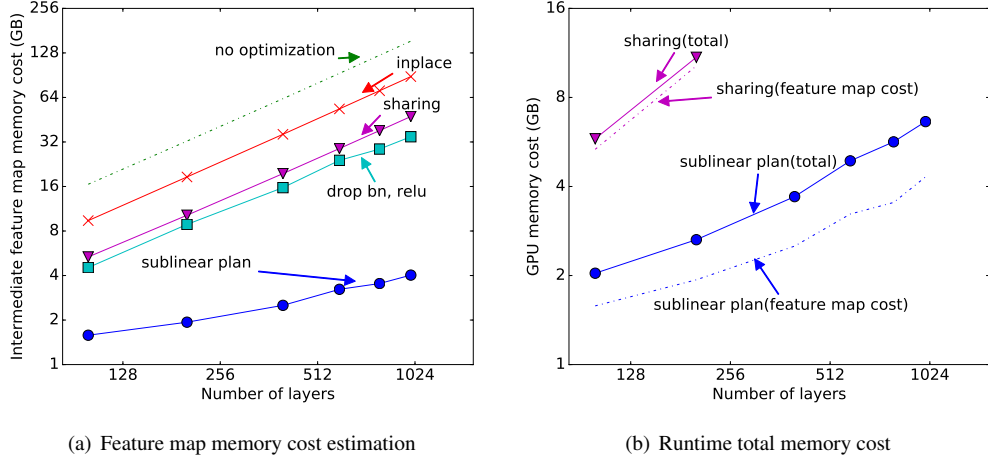 256
128
64
32
16
8
4
2
1
Intermediate feature map memory cost (GB)
no optimization
inplace
sharing
drop bn, relu
sublinear plan
128
256
512
1024
Number of layers
(a) Feature map memory cost estimation
16
8
4
2
1
GPU memory cost (GB)
sharing(total)
sharing(feature map cost)
sublinear plan(total)
sublinear plan(feature map cost)
128
256
512
1024
Number of layers
(b) Runtime total memory cost